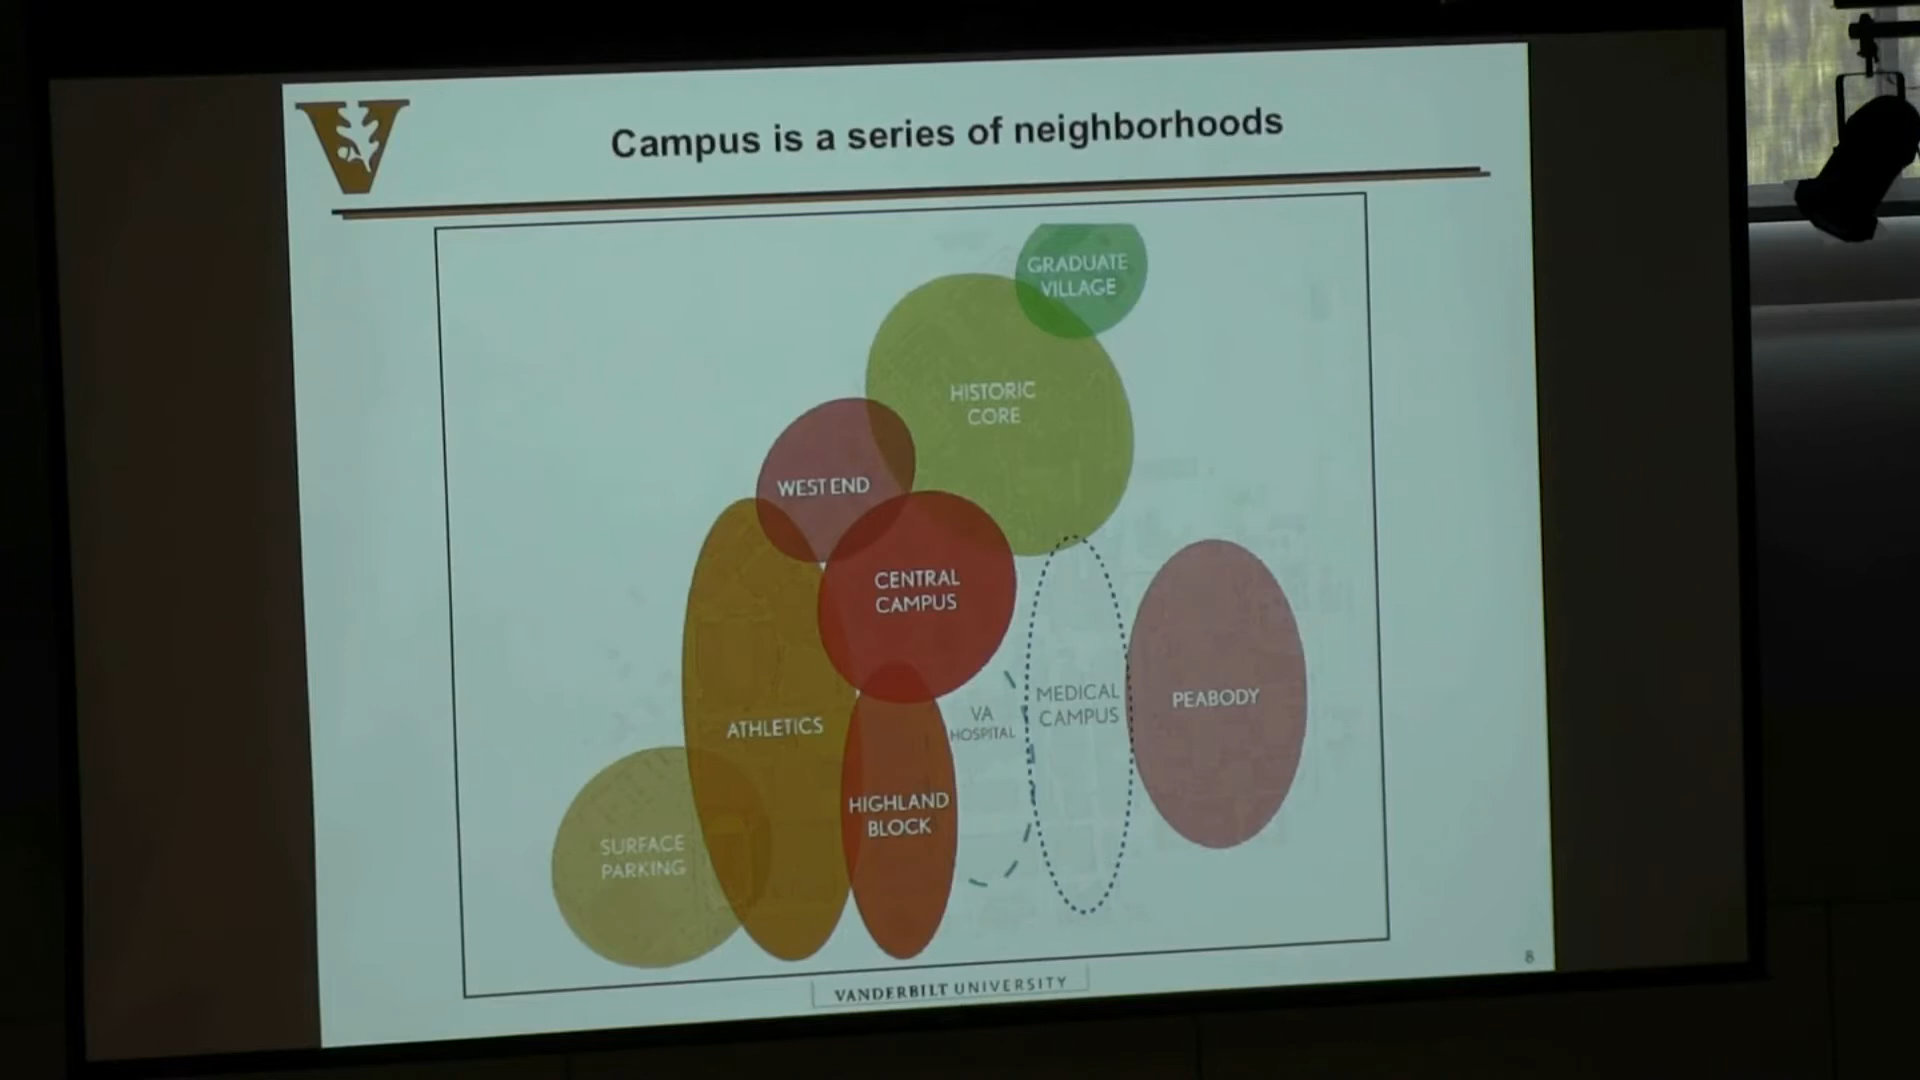 Campus is a series of neighborhoods
GRADUATE
VILLAGE
HISTORIC
CORE
WEST END
CENTRAL
CAMPUS
MEDICAL
CAMPUS
PEABODY
VA
HOSPITAL
ATHLETICS
HIGHLAND
BLOCK
SURFACE
PARKING
8
VANDERBILT UNIVERSITY